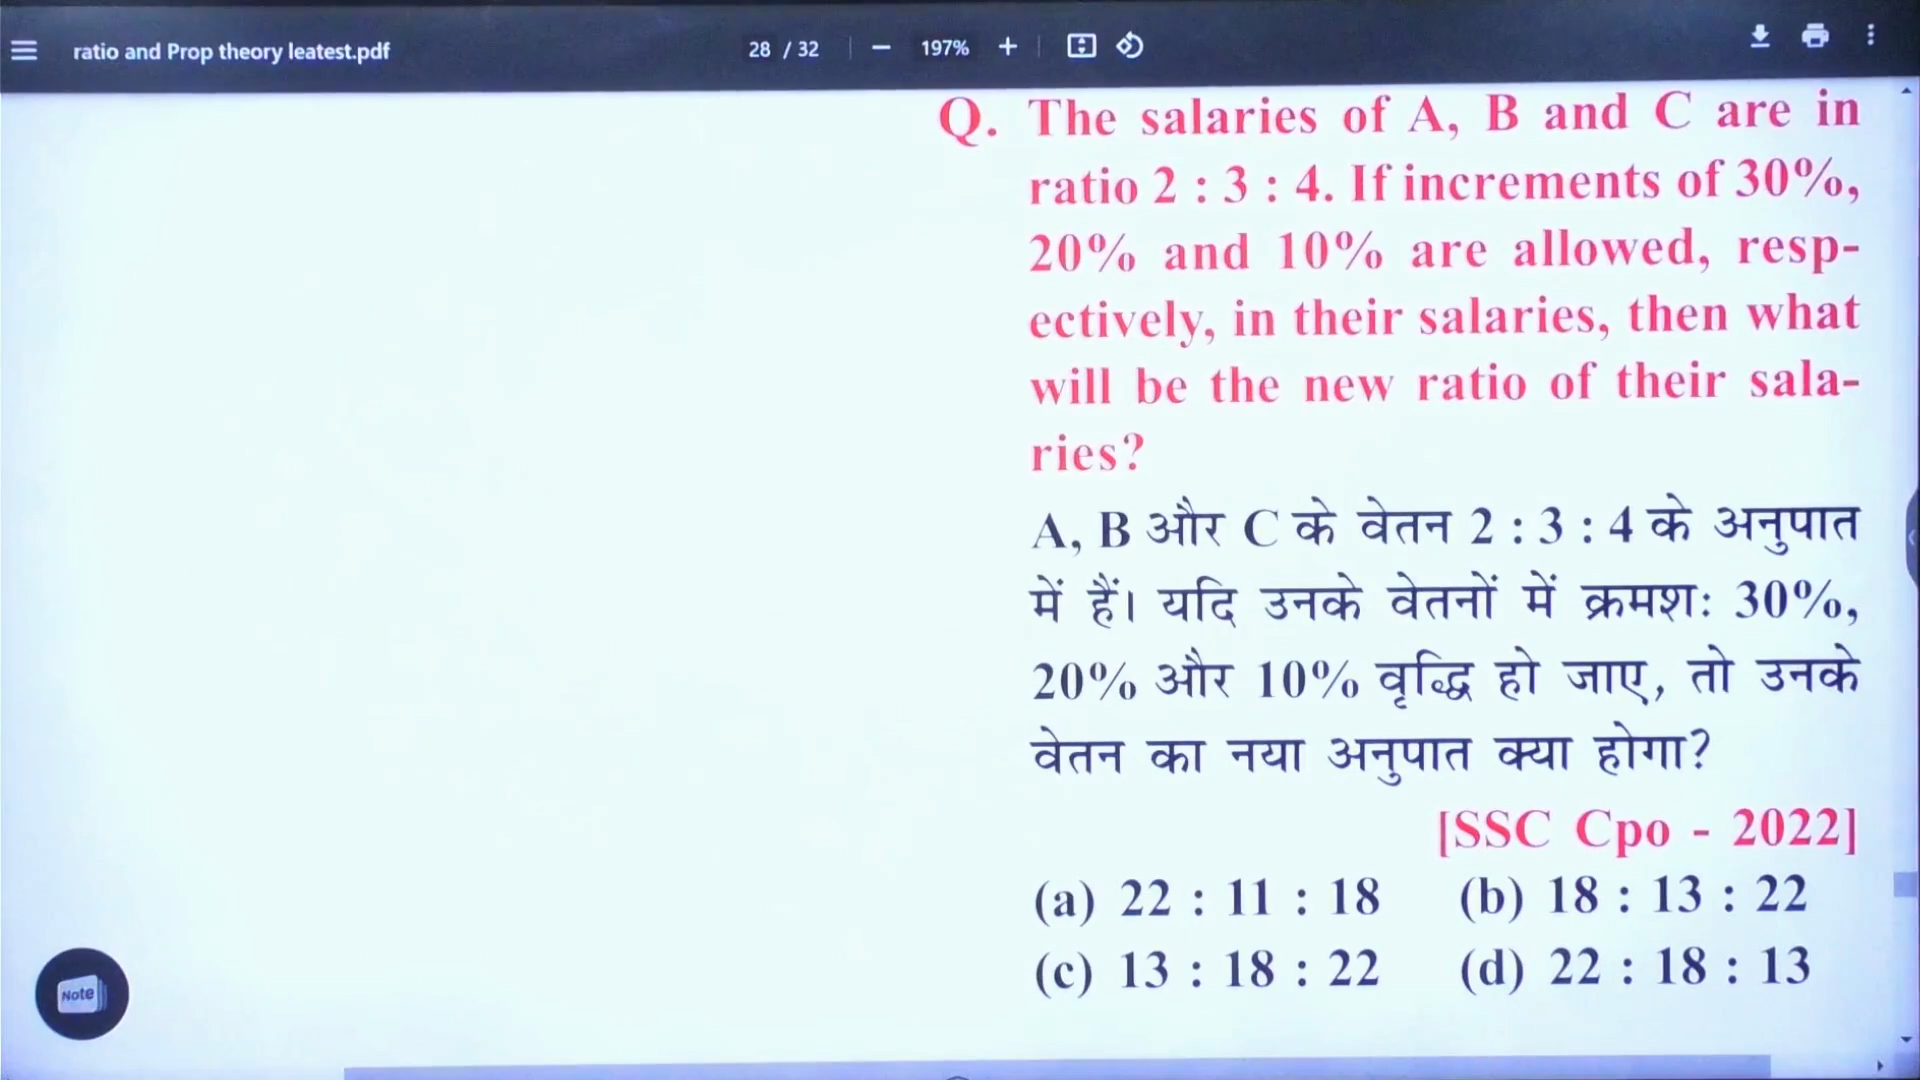 ratio and Prop theory leatest.pdf
28 / 32
197%
Q. The salaries of A, B and C are in
ratio 2 : 3 : 4. If increments of 30%,
20% and 10% are allowed, resp-
ectively, in their salaries, then what
will be the new ratio of their sala-
ries?
A, B और C के वेतन 2 : 3 : 4 के अनुपात
में हैं। यदि उनके वेतनों में क्रमश: 30%,
20% और 10% वृद्धि हो जाए, तो उनके
वेतन का नया अनुपात क्या होगा?
[SSC Cpo - 2022]
(a) 22 : 11 : 18 (b) 18 : 13 : 22
(c) 13 : 18 : 22 (d) 22 : 18 : 13
Note